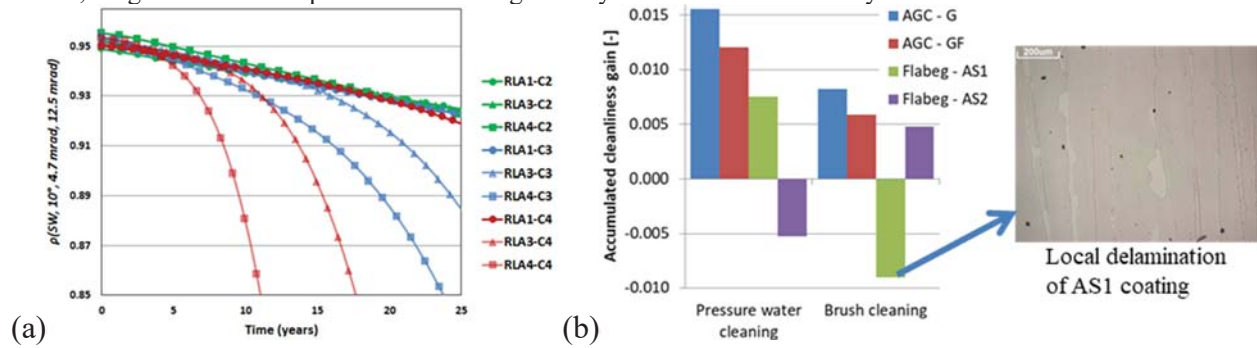 0.95
0.93
0.91
0.89
0.87
0.85
ρ(SW, 10°, 4.7 mrad, 12.5 mrad)
0
5
10
15
20
25
Time (years)
RLA1-C2
RLA3-C2
RLA4-C2
RLA1-C3
RLA3-C3
RLA4-C3
RLA1-C4
RLA3-C4
RLA4-C4
(a)
Accumulated cleanliness gain [-]
0.015
0.010
0.005
0.000
-0.005
-0.010
AGC - G
AGC - GF
Flabeg - AS1
Flabeg - AS2
Pressure water
cleaning
Brush cleaning
(b)
200um
Local delamination
of AS1 coating